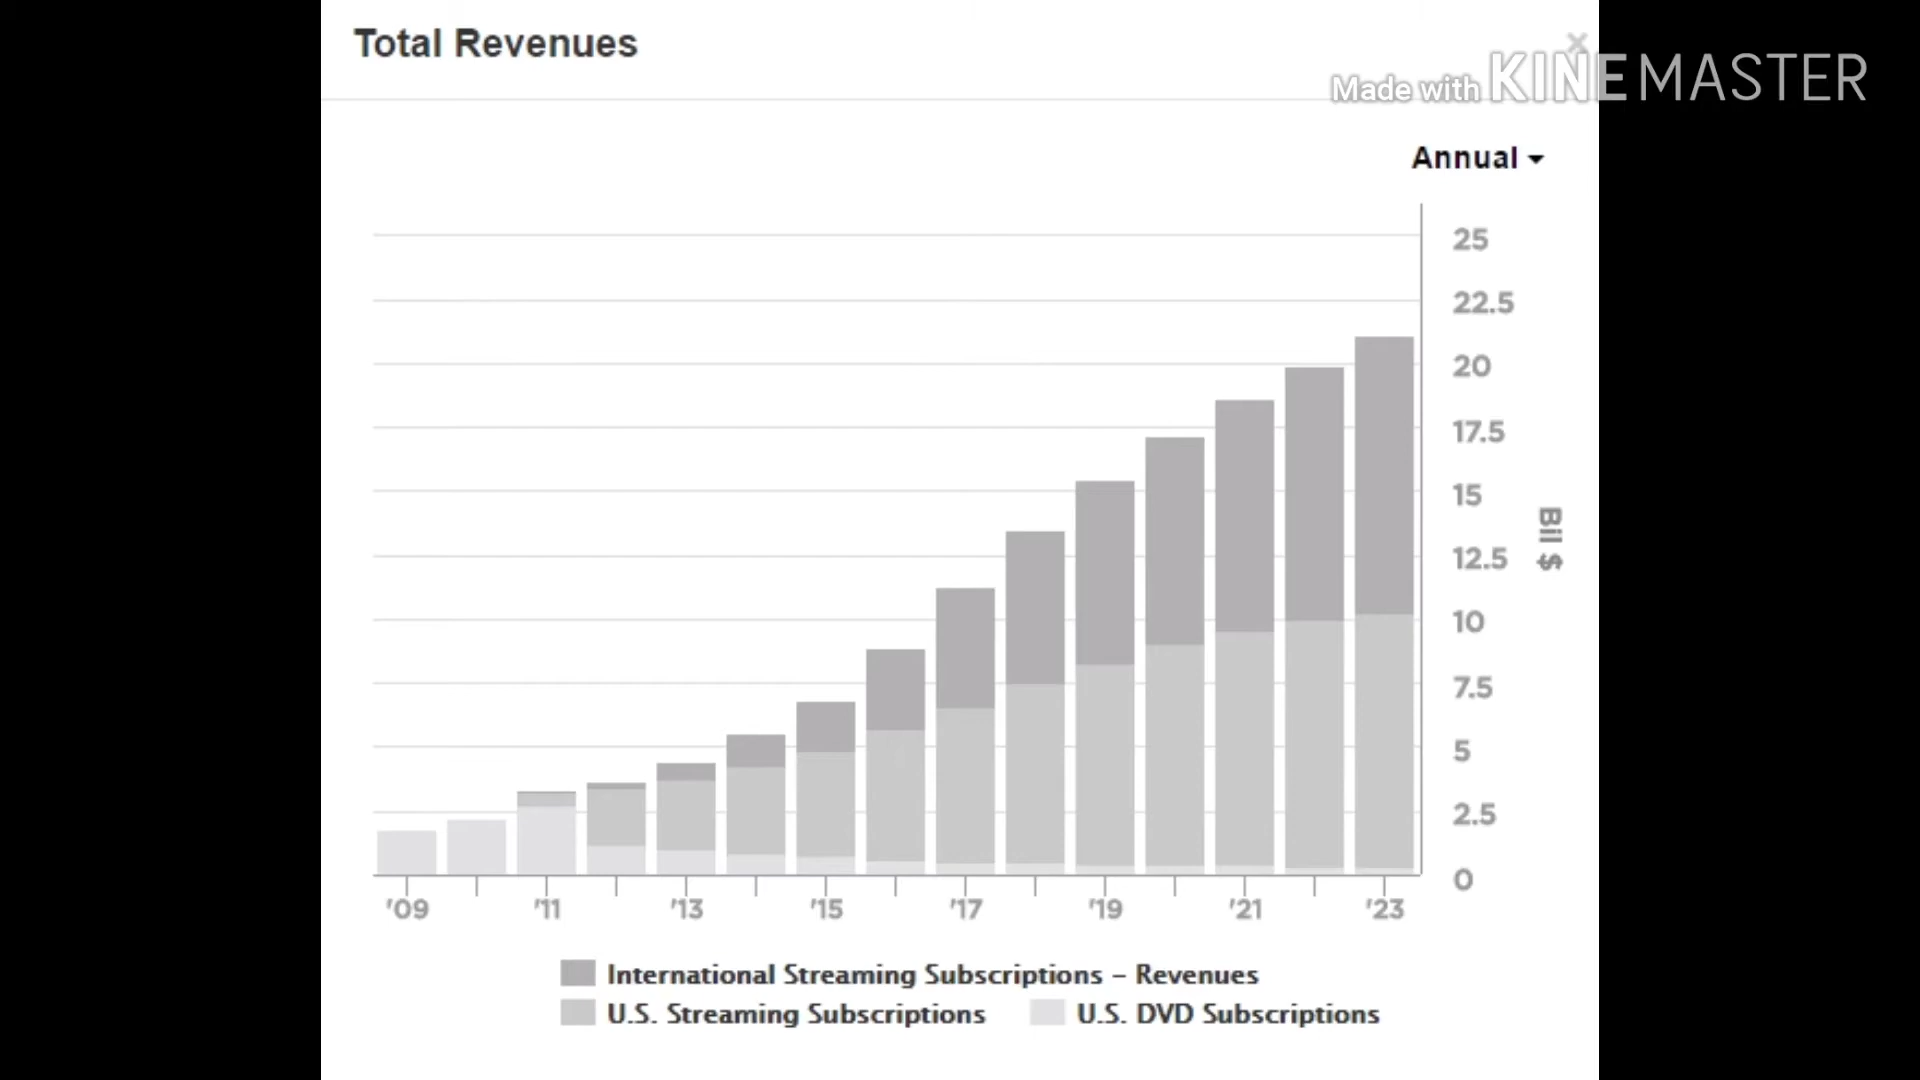 Total Revenues
×
Made with KINEMASTER
Annual
25
22.5
20
17.5
15
12.5
10
7.5
5
2.5
0
Bil $
'09 '11 '13 '15 '17 '19 '21 '23
International Streaming Subscriptions – Revenues
U.S. Streaming Subscriptions U.S. DVD Subscriptions